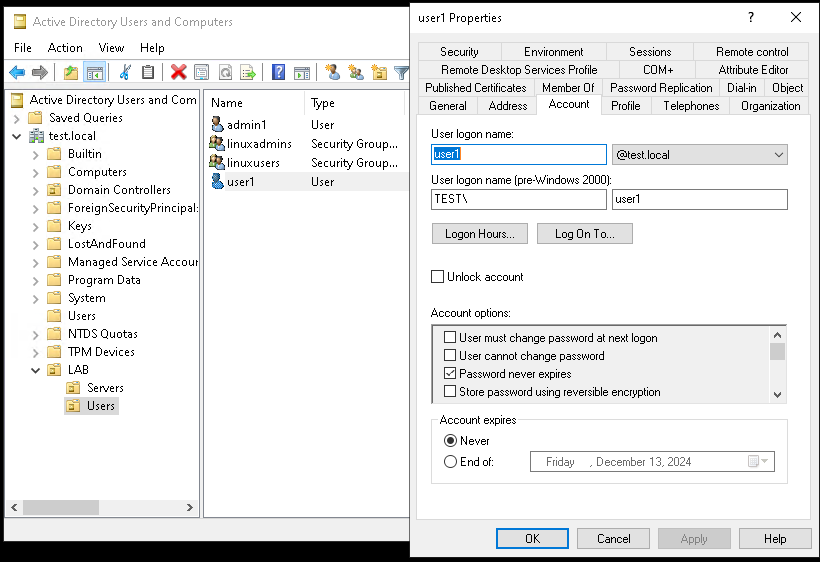 Active Directory Users and Computers
File Action View Help
Active Directory Users and Com
Saved Queries
test.local
Builtin
Computers
Domain Controllers
ForeignSecurityPrincipal:
Keys
LostAndFound
Managed Service Accour
Program Data
System
Users
NTDS Quotas
TPM Devices
LAB
Servers
Users
Name Type
admin1 User
linuxadmins Security Group...
linuxusers Security Group...
user1 User
user1 Properties
Security Environment Sessions Remote control
Remote Desktop Services Profile COM+ Attribute Editor
Published Certificates Member Of Password Replication Dial-in Object
General Address Account Profile Telephones Organization
User logon name:
user1 @test.local
User logon name (pre-Windows 2000):
TEST\ user1
Logon Hours... Log On To...
Unlock account
Account options:
User must change password at next logon
User cannot change password
Password never expires
Store password using reversible encryption
Account expires
Never
End of: Friday , December 13, 2024
OK Cancel Apply Help